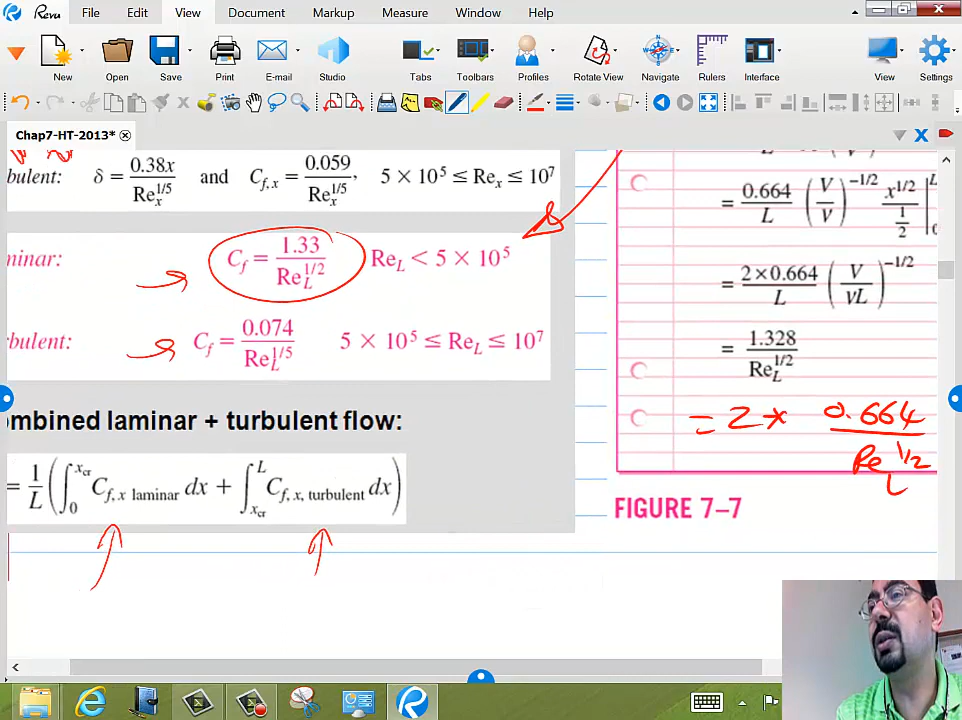 Revu File Edit View Document Markup Measure Window Help
New Open Save Print E-mail Studio Tabs Toolbars Profiles Rotate View Navigate Rulers Interface View Settings
Chap7-HT-2013*
bulent: δ = 0.38x / Re_x^{1/5} and C_{f,x} = 0.059 / Re_x^{1/5}, 5 × 10^5 ≤ Re_x ≤ 10^7
ninar: C_f = 1.33 / Re_L^{1/2} Re_L < 5 × 10^5
rbulent: C_f = 0.074 / Re_L^{1/5} 5 × 10^5 ≤ Re_L ≤ 10^7
ombined laminar + turbulent flow:
= 1/L (∫_0^{x_cr} C_{f,x laminar} dx + ∫_{x_cr}^L C_{f,x, turbulent} dx)
= 0.664 / L (V / ν)^{-1/2} x^{1/2} / (1/2) |_0^L
= 2 × 0.664 / L (V / νL)^{-1/2}
= 1.328 / Re_L^{1/2}
= 2 * 0.664 / Re_L^{1/2}
FIGURE 7–7